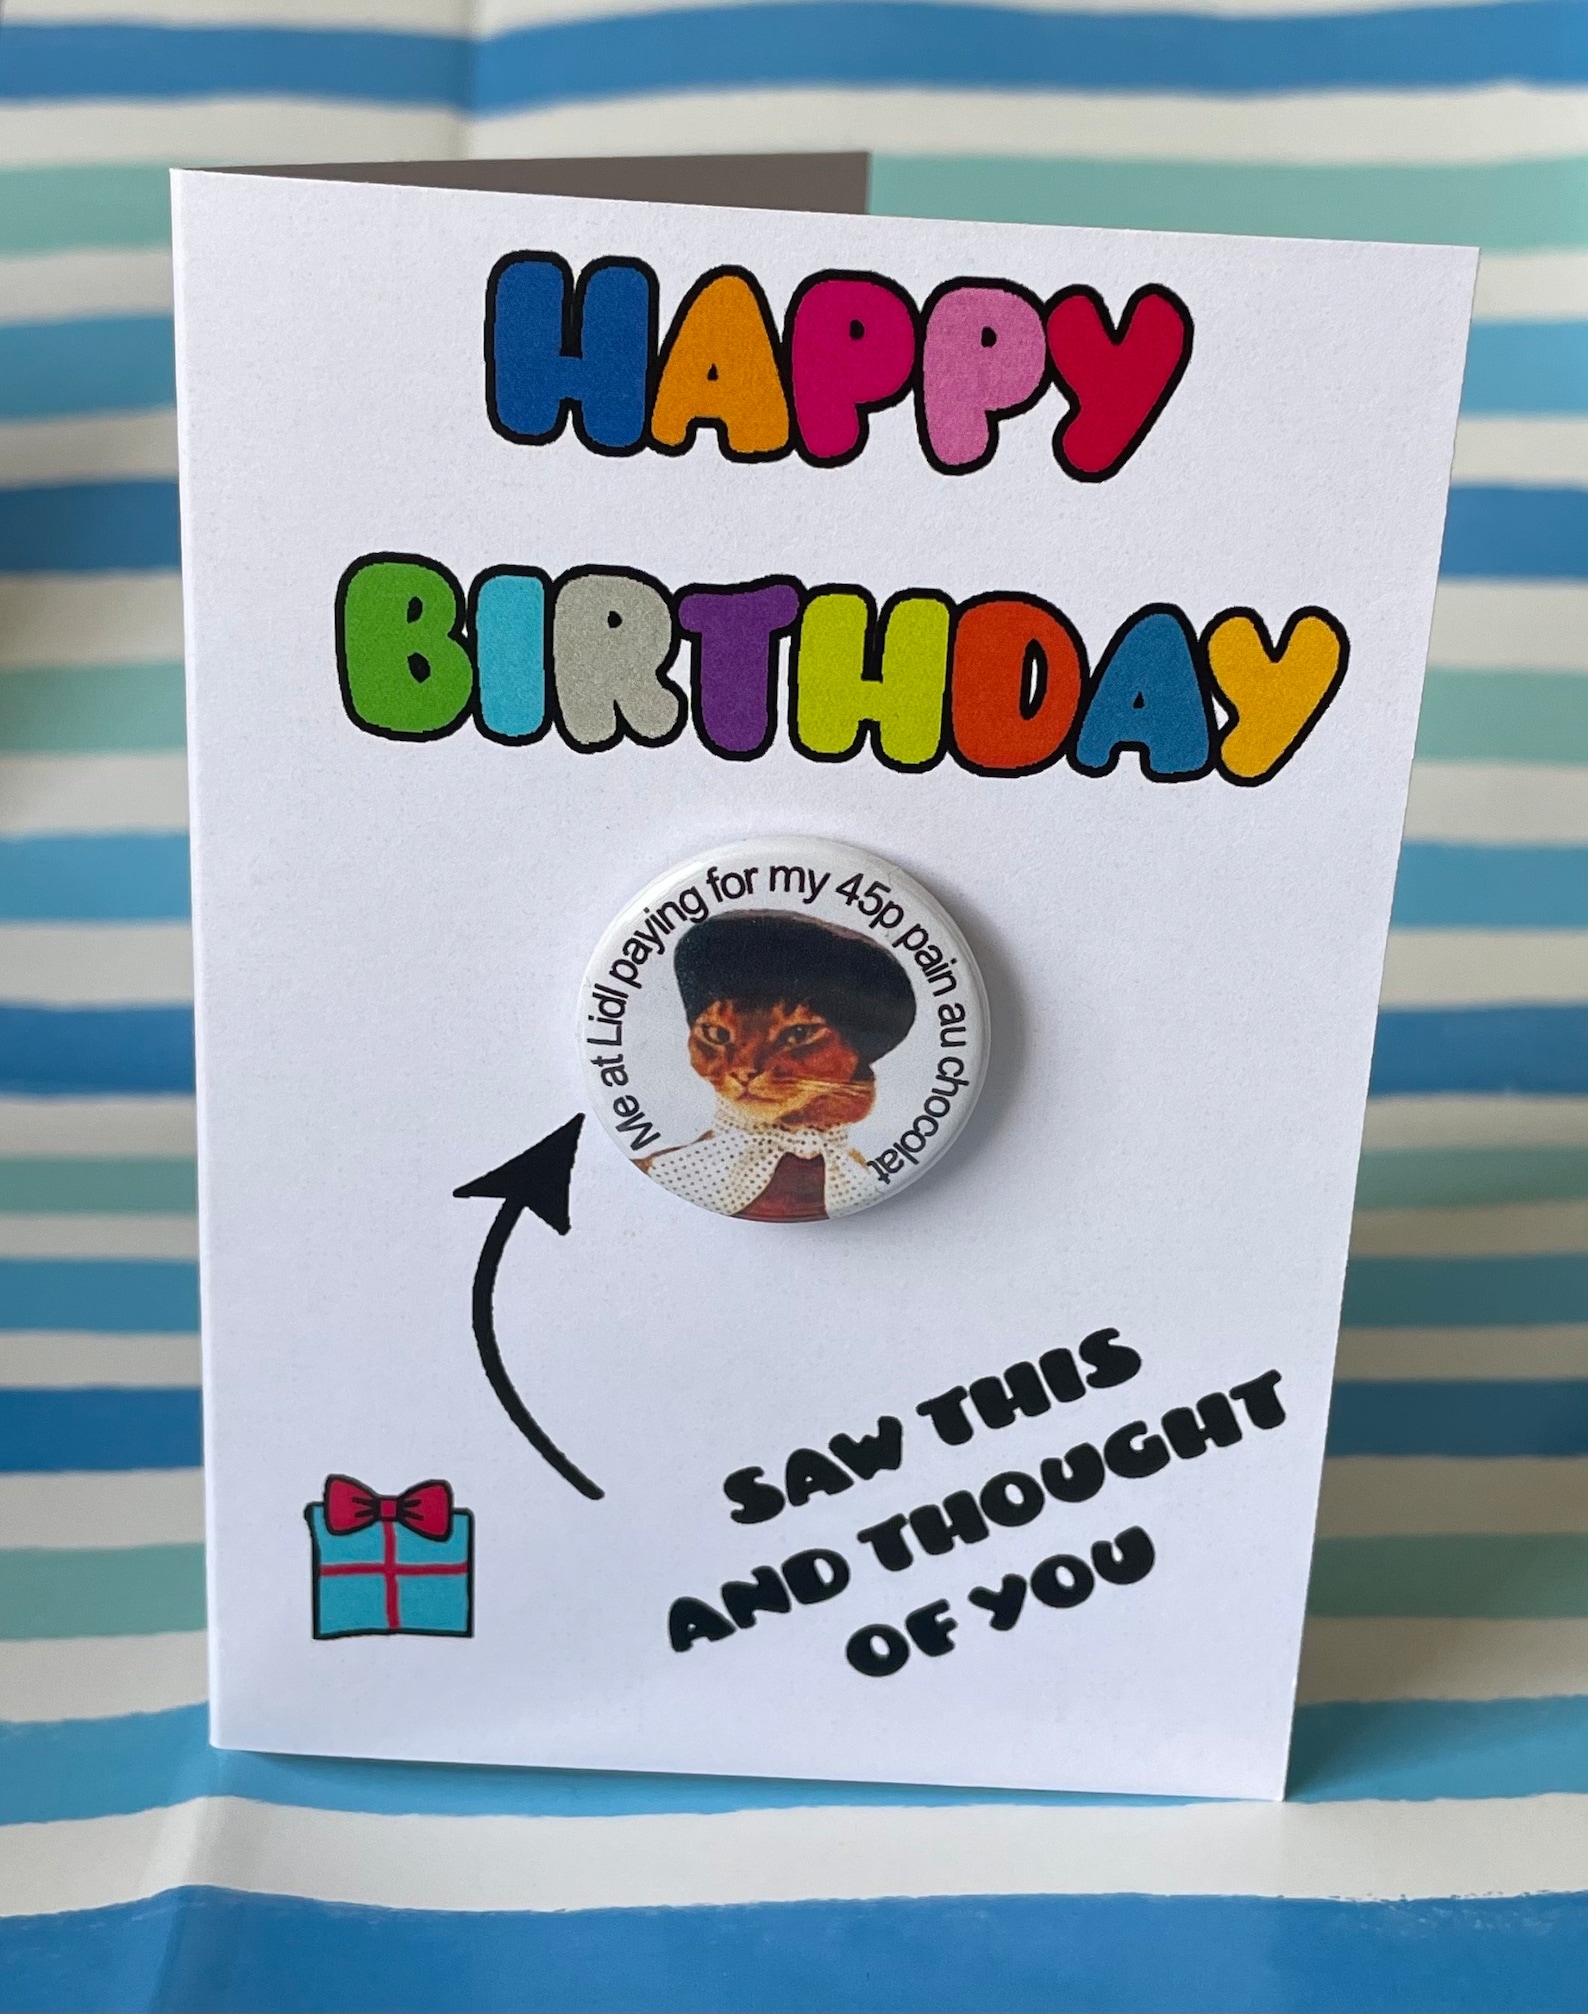 HAPPY
BIRTHDAY
Me at Lidl paying for my 45p pain au chocolat
SAW THIS
AND THOUGHT
OF YOU